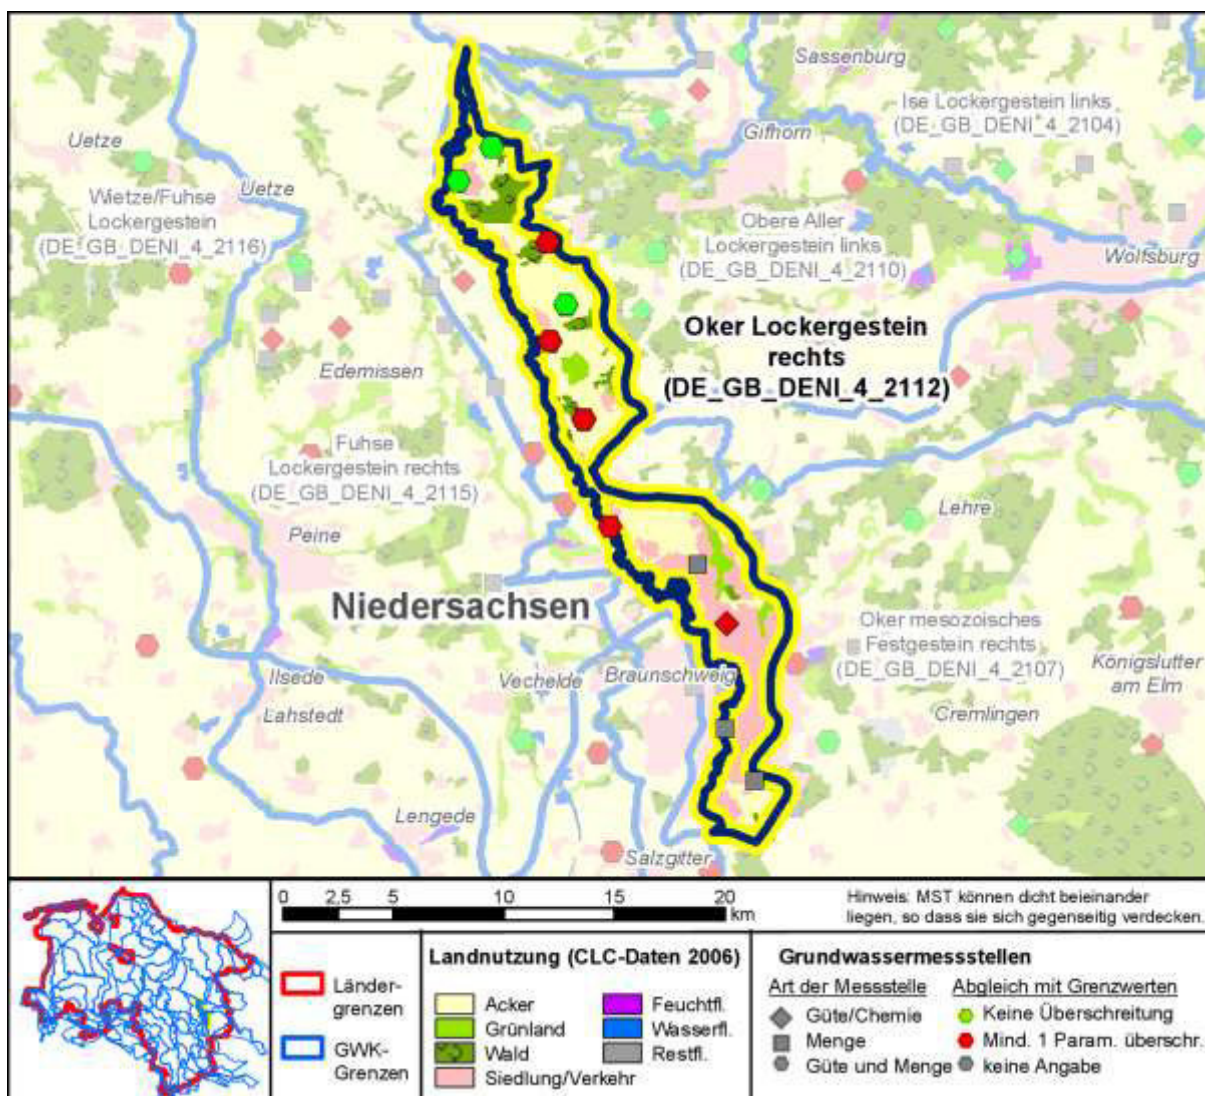 Sassenburg
Ise Lockergestein links
(DE_GB_DENI_4_2104)
Gifhorn
Uetze
Wietze/Fuhse
Lockergestein
(DE_GB_DENI_4_2116)
Uetze
Obere Aller
Lockergestein links
(DE_GB_DENI_4_2110)
Wolfsburg
Oker Lockergestein
rechts
(DE_GB_DENI_4_2112)
Edemissen
Fuhse
Lockergestein rechts
(DE_GB_DENI_4_2115)
Lehre
Peine
Niedersachsen
Oker mesozoisches
Festgestein rechts
(DE_GB_DENI_4_2107)
Königslutter
am Elm
Ilsede
Vechelde
Braunschweig
Lahstedt
Cremlingen
Lengede
Salzgitter
0 2,5 5 10 15 20
km
Hinweis: MST können dicht beieinander
liegen, so dass sie sich gegenseitig verdecken.
Länder-
grenzen
GWK-
Grenzen
Landnutzung (CLC-Daten 2006)
Acker
Grünland
Wald
Siedlung/Verkehr
Feuchtfl.
Wasserfl.
Restfl.
Grundwassermessstellen
Art der Messstelle
Güte/Chemie
Menge
Güte und Menge
Abgleich mit Grenzwerten
Keine Überschreitung
Mind. 1 Param. überschr.
keine Angabe